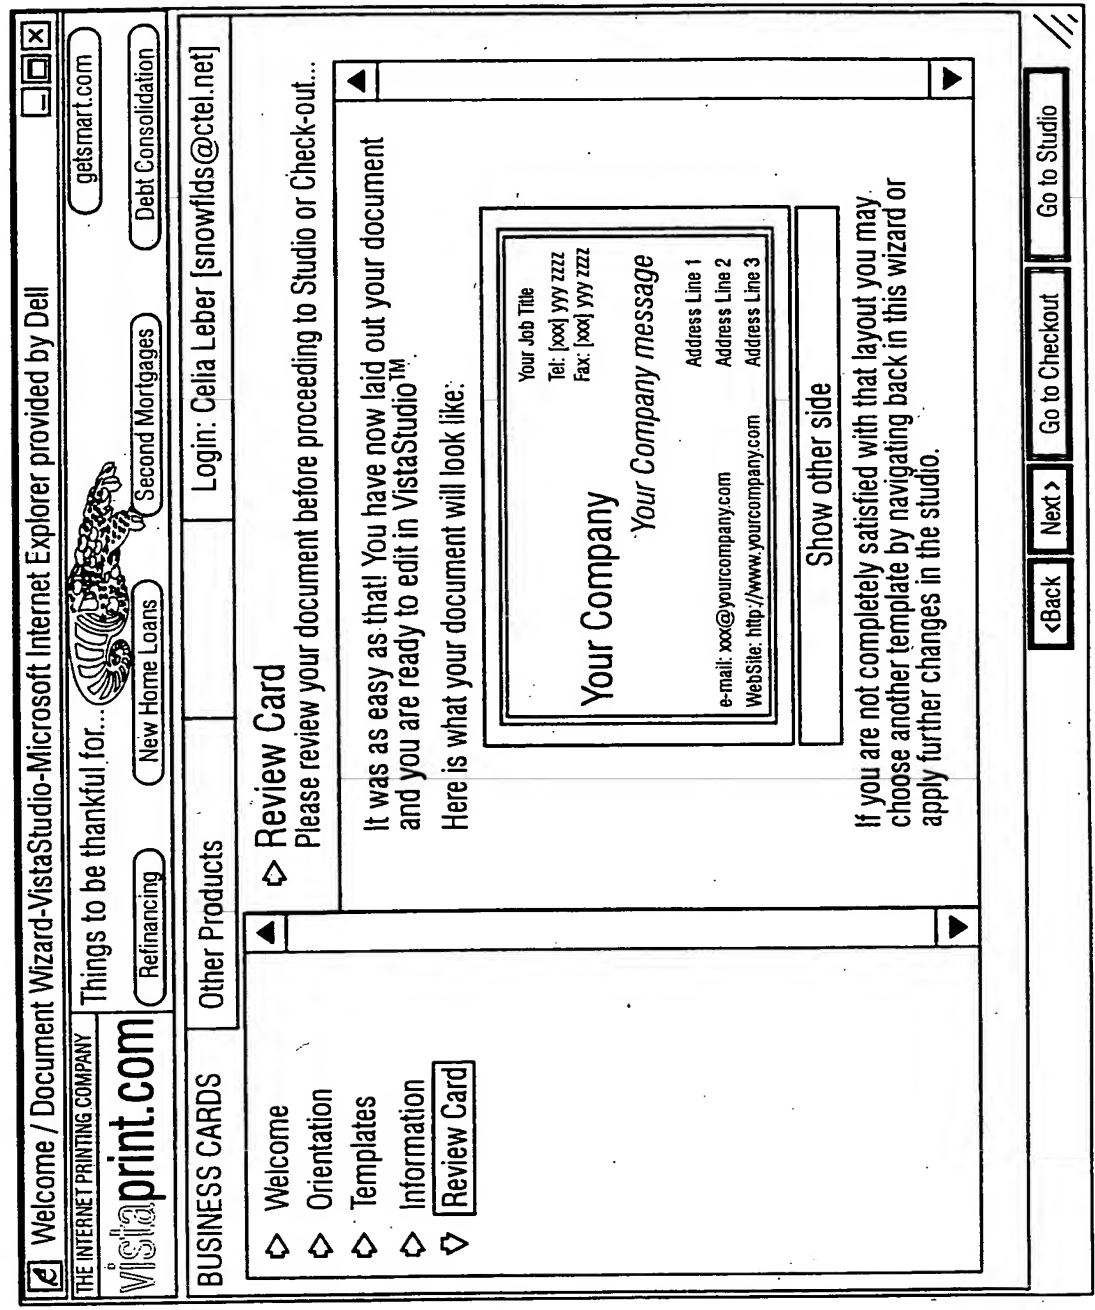 Welcome / Document Wizard-VistaStudio-Microsoft Internet Explorer provided by Dell
THE INTERNET PRINTING COMPANY
vistaprint.com
Things to be thankful for...
getsmart.com
Refinancing
New Home Loans
Second Mortgages
Debt Consolidation
BUSINESS CARDS
Other Products
Login: Celia Leber [snowflds@ctel.net]
Welcome
Orientation
Templates
Information
Review Card
Review Card
Please review your document before proceeding to Studio or Check-out...
It was as easy as that! You have now laid out your document
and you are ready to edit in VistaStudio™
Here is what your document will look like:
Your Job Title
Tel: [xxx] yyy zzzz
Fax: [xxx] yyy zzzz
Your Company
Your Company message
Address Line 1
e-mail: xxx@yourcompany.com Address Line 2
WebSite: http://www.yourcompany.com Address Line 3
Show other side
If you are not completely satisfied with that layout you may
choose another template by navigating back in this wizard or
apply further changes in the studio.
<Back
Next >
Go to Checkout
Go to Studio